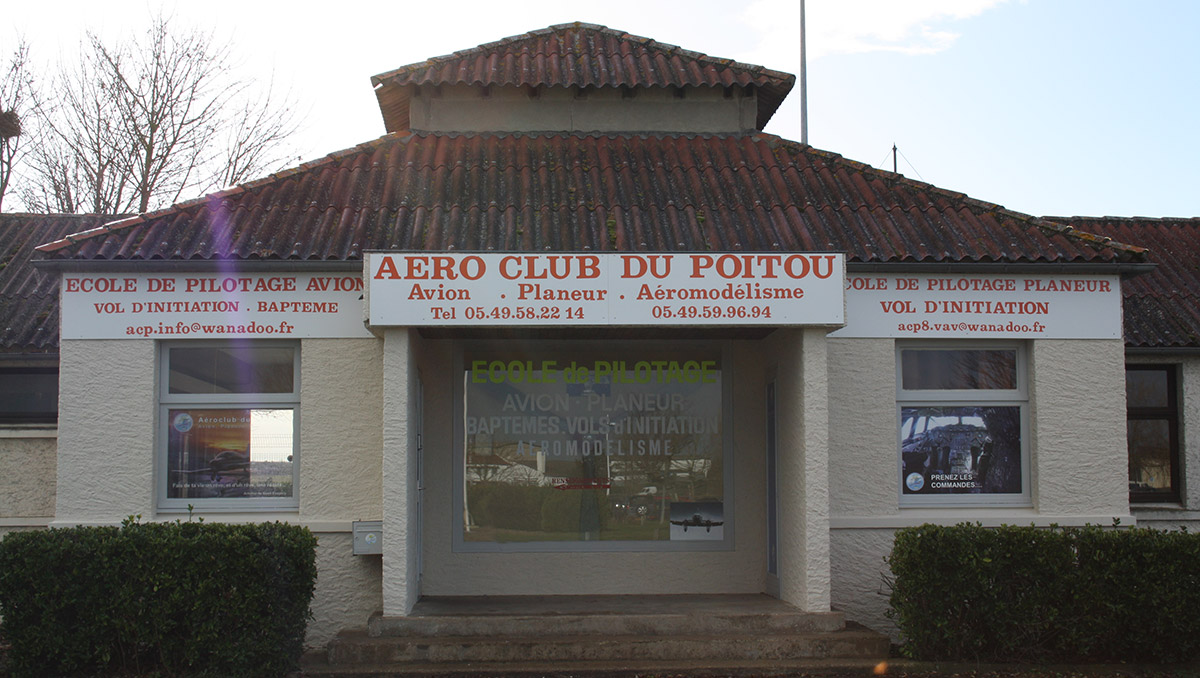 AERO CLUB DU POITOU
Avion . Planeur . Aéromodélisme
Tel 05.49.58.22 14 05.49.59.96.94
ECOLE DE PILOTAGE AVION
VOL D'INITIATION . BAPTEME
acp.info@wanadoo.fr
ECOLE DE PILOTAGE PLANEUR
VOL D'INITIATION
acp8.vav@wanadoo.fr
ECOLE de PILOTAGE
AVION - PLANEUR
BAPTEMES.VOLS d'INITIATION
AEROMODELISME
Aéroclub du
PRENEZ LES
COMMANDES...